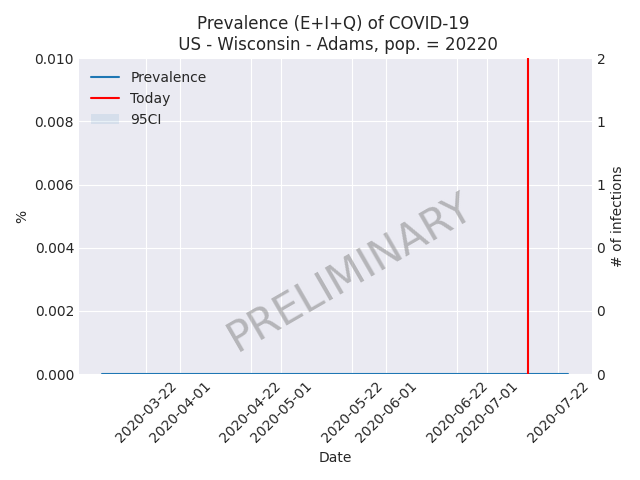 Prevalence (E+I+Q) of COVID-19
US - Wisconsin - Adams, pop. = 20220
0.010
0.008
0.006
0.004
0.002
0.000
%
Prevalence
Today
95CI
PRELIMINARY
2
1
1
0
0
0
# of infections
2020-03-22
2020-04-01
2020-04-22
2020-05-01
2020-05-22
2020-06-01
2020-06-22
2020-07-01
2020-07-22
Date